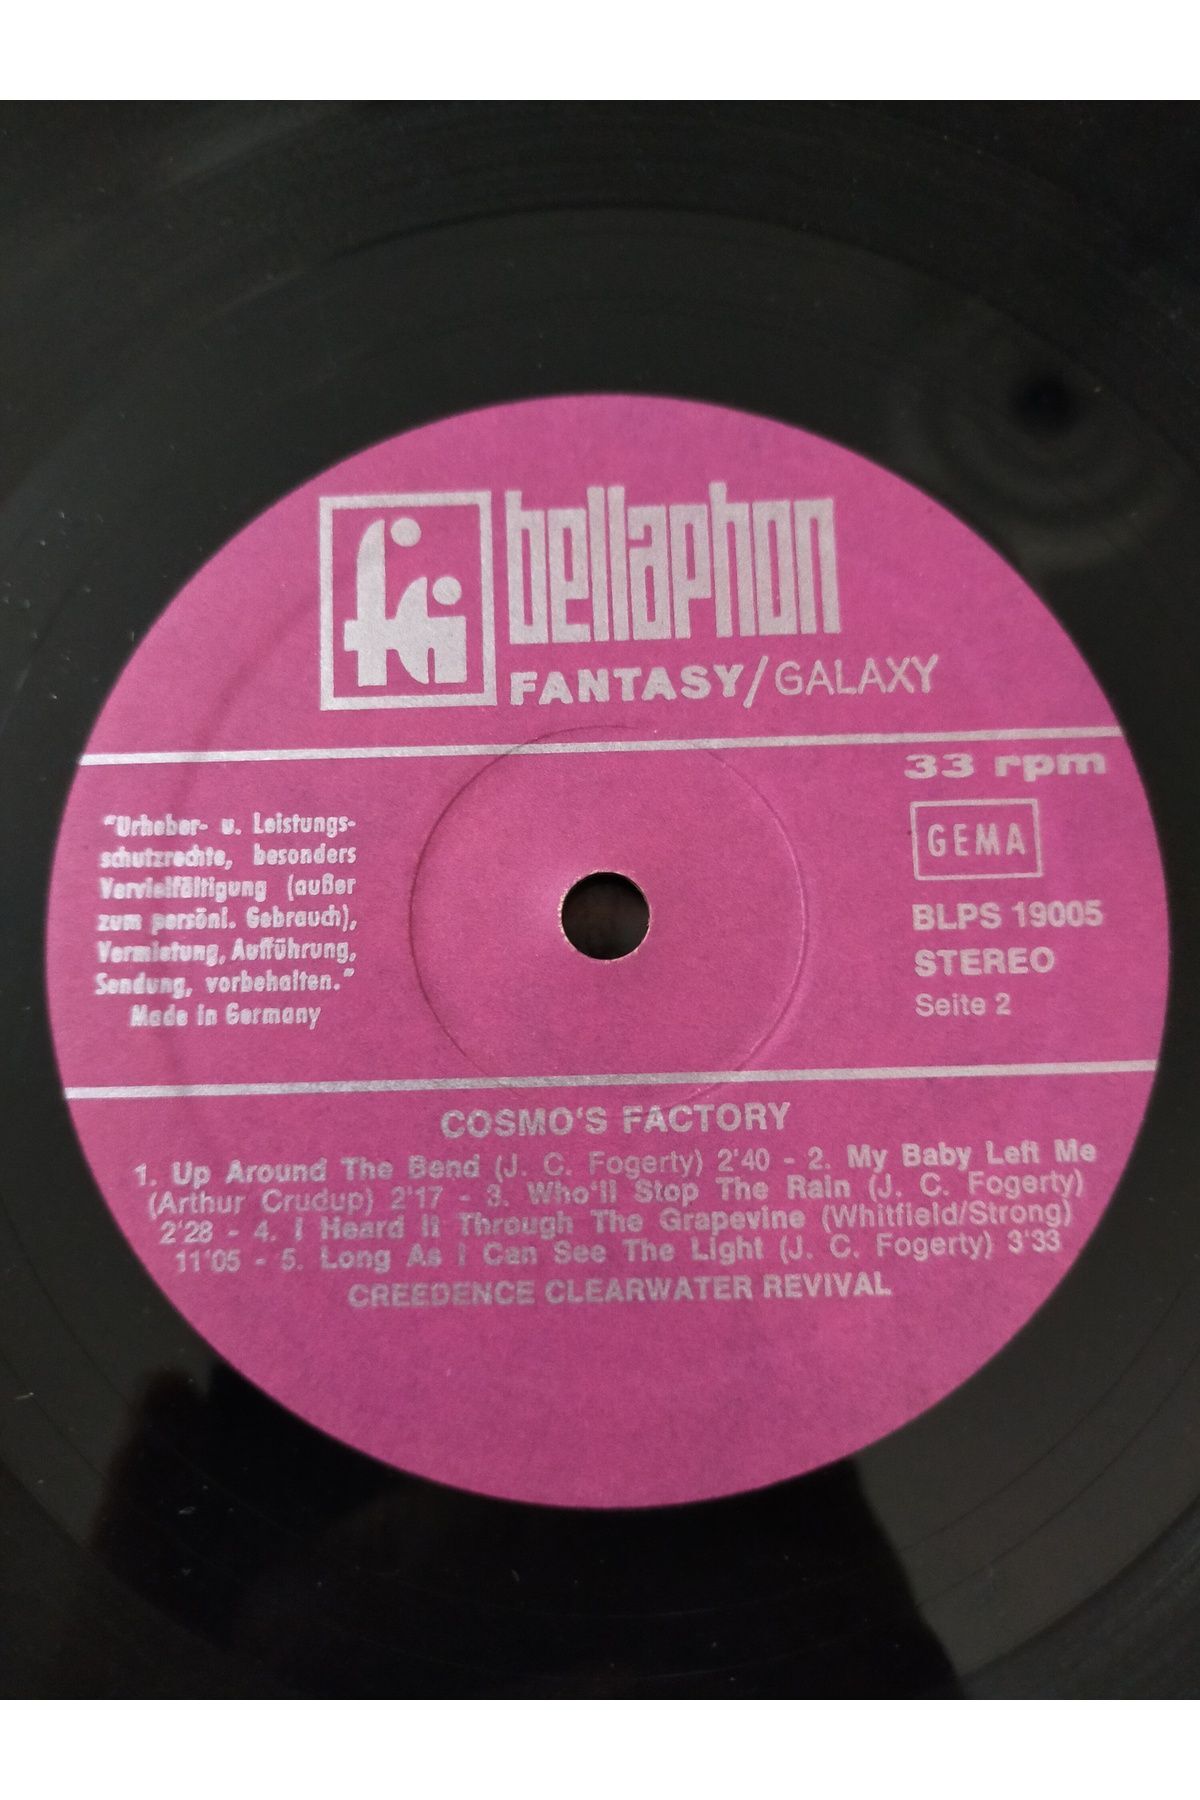 fi bellaphon
FANTASY/GALAXY
33 rpm
"Urheber- u. Leistungs-
schutzrechte, besonders
Vervielfältigung (außer
zum persönl. Gebrauch),
Vermietung, Aufführung,
Sendung, vorbehalten."
Made in Germany
GEMA
BLPS 19005
STEREO
Seite 2
COSMO'S FACTORY
1. Up Around The Bend (J. C. Fogerty) 2'40 - 2. My Baby Left Me
(Arthur Crudup) 2'17 - 3. Who'll Stop The Rain (J. C. Fogerty)
2'28 - 4. I Heard It Through The Grapevine (Whitfield/Strong)
11'05 - 5. Long As I Can See The Light (J. C. Fogerty) 3'33
CREEDENCE CLEARWATER REVIVAL